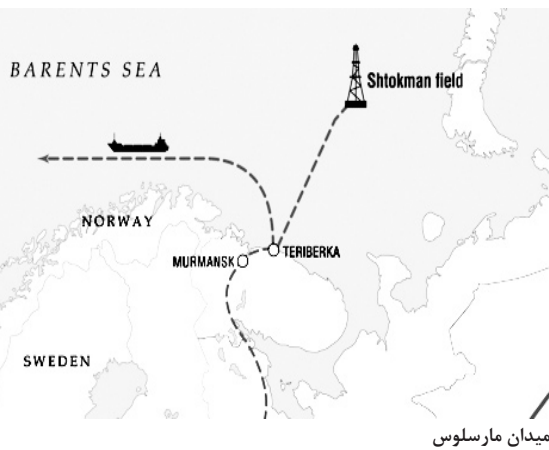 BARENTS SEA
Shtokman field
NORWAY
TERIBERKA
MURMANSK
SWEDEN
میدان مارسلوس